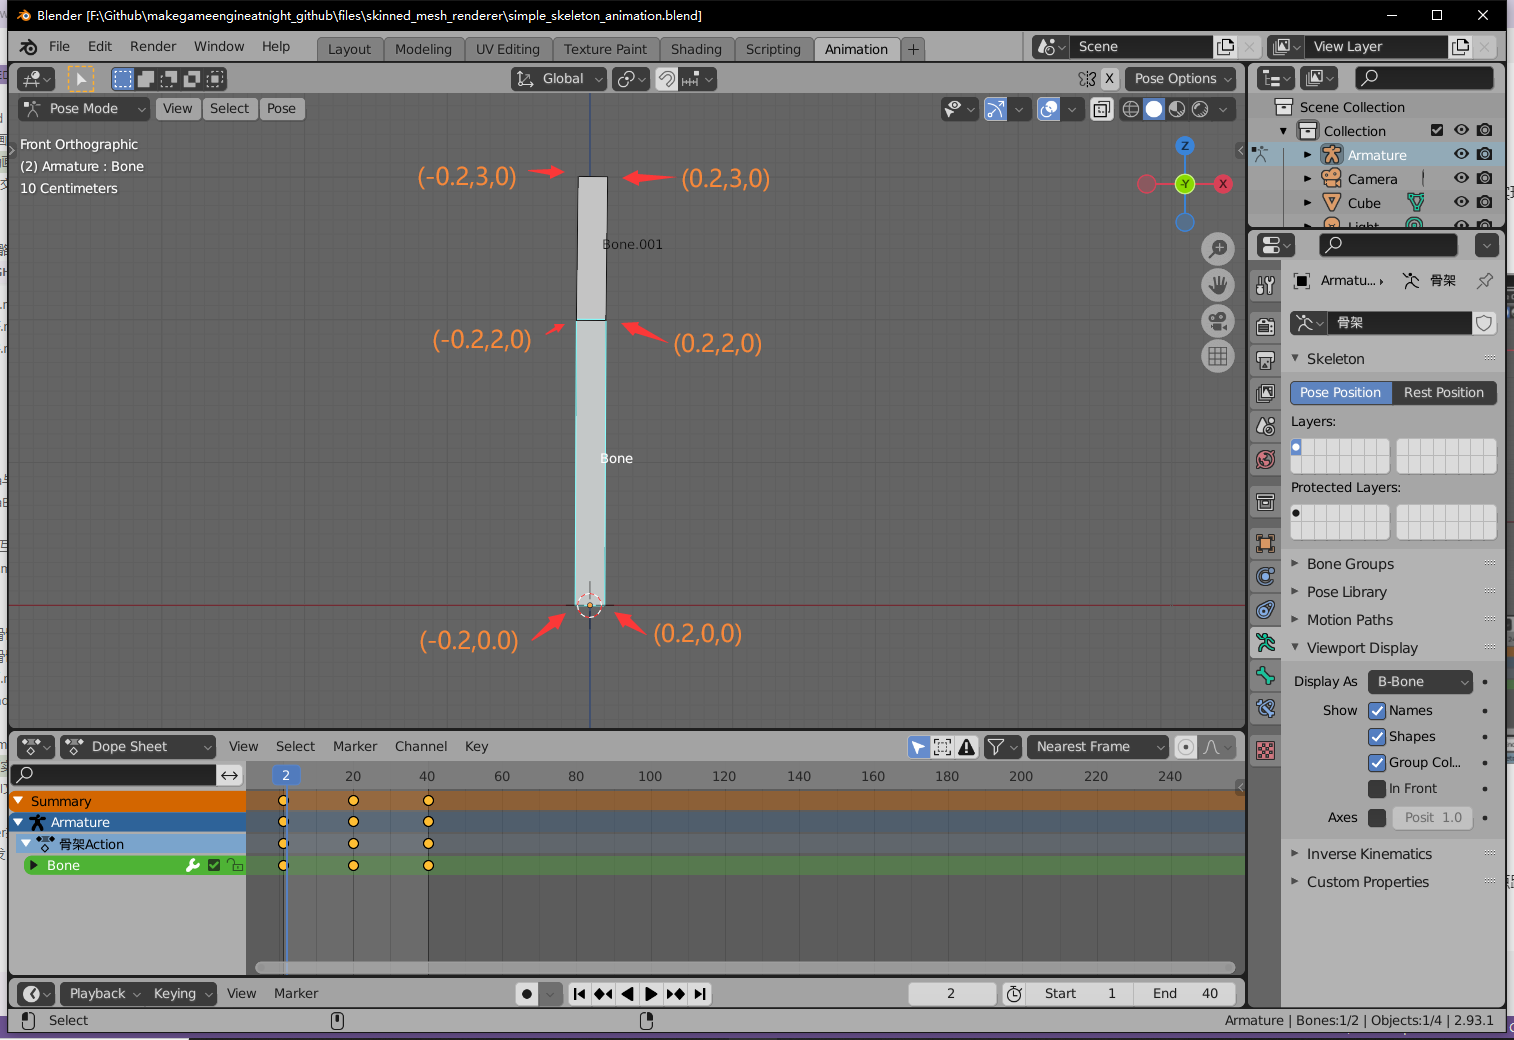 Blender [F:\Github\makegameengineatnight_github\files\skinned_mesh_renderer\simple_skeleton_animation.blend]
File Edit Render Window Help Layout Modeling UV Editing Texture Paint Shading Scripting Animation + Scene View Layer
Global X Pose Options
Pose Mode View Select Pose
Front Orthographic
(2) Armature : Bone
10 Centimeters
(-0.2,3,0) (0.2,3,0)
Bone.001
(-0.2,2,0) (0.2,2,0)
Bone
(-0.2,0.0) (0.2,0,0)
Z
-Y
X
Scene Collection
Collection
Armature
Camera
Cube
Light
Armatu... 骨架
骨架
Skeleton
Pose Position Rest Position
Layers:
Protected Layers:
Bone Groups
Pose Library
Motion Paths
Viewport Display
Display As B-Bone
Show Names
Shapes
Group Col...
In Front
Axes Posit 1.0
Inverse Kinematics
Custom Properties
Dope Sheet View Select Marker Channel Key Nearest Frame
2 20 40 60 80 100 120 140 160 180 200 220 240
Summary
Armature
骨架Action
Bone
Playback Keying View Marker 2 Start 1 End 40
Select Armature | Bones:1/2 | Objects:1/4 | 2.93.1